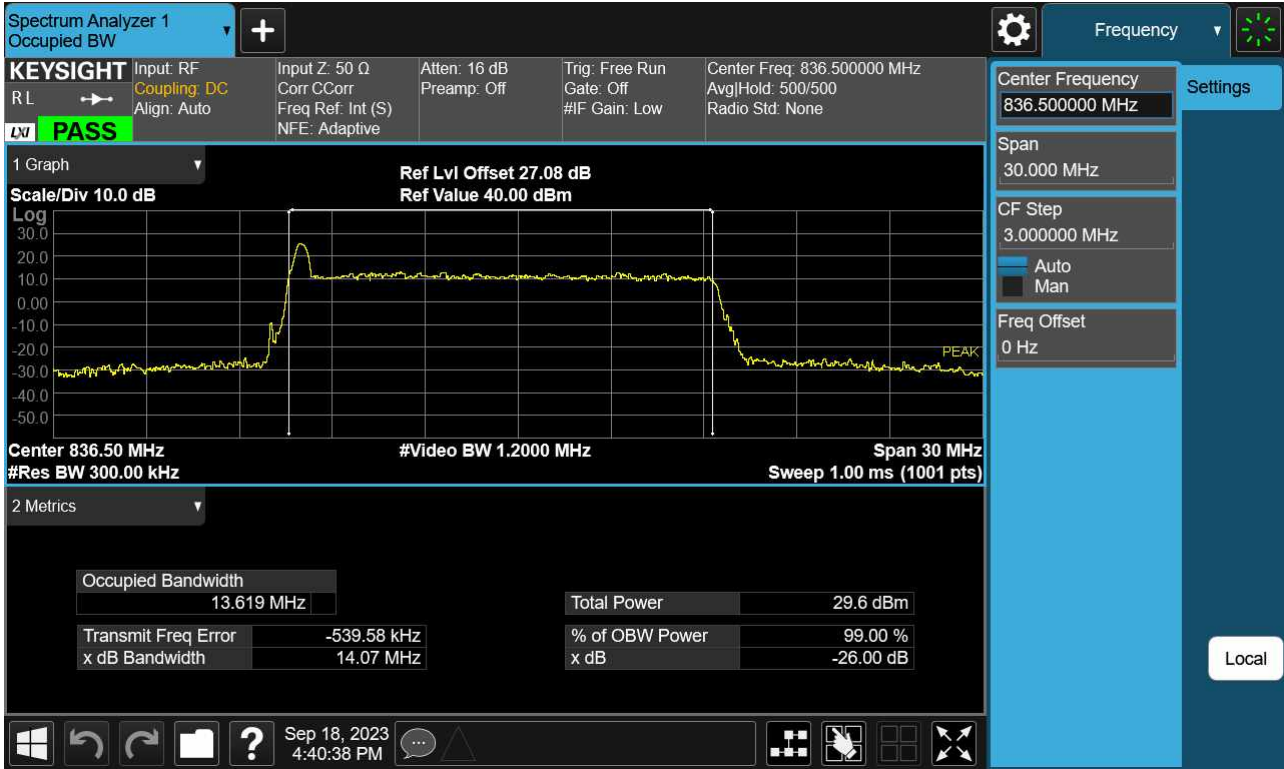 Spectrum Analyzer 1
Occupied BW
Frequency
KEYSIGHT
RL
LXI PASS
Input: RF
Coupling: DC
Align: Auto
Input Z: 50 Ω
Corr CCorr
Freq Ref: Int (S)
NFE: Adaptive
Atten: 16 dB
Preamp: Off
Trig: Free Run
Gate: Off
#IF Gain: Low
Center Freq: 836.500000 MHz
Avg|Hold: 500/500
Radio Std: None
Center Frequency
836.500000 MHz
Settings
Span
30.000 MHz
CF Step
3.000000 MHz
Auto
Man
Freq Offset
0 Hz
Local
1 Graph
Ref Lvl Offset 27.08 dB
Scale/Div 10.0 dB
Ref Value 40.00 dBm
Log
30.0
20.0
10.0
0.00
-10.0
-20.0
-30.0
-40.0
-50.0
PEAK
Center 836.50 MHz
#Video BW 1.2000 MHz
Span 30 MHz
#Res BW 300.00 kHz
Sweep 1.00 ms (1001 pts)
2 Metrics
Occupied Bandwidth
13.619 MHz
Total Power 29.6 dBm
Transmit Freq Error -539.58 kHz
% of OBW Power 99.00 %
x dB Bandwidth 14.07 MHz
x dB -26.00 dB
?
Sep 18, 2023
4:40:38 PM